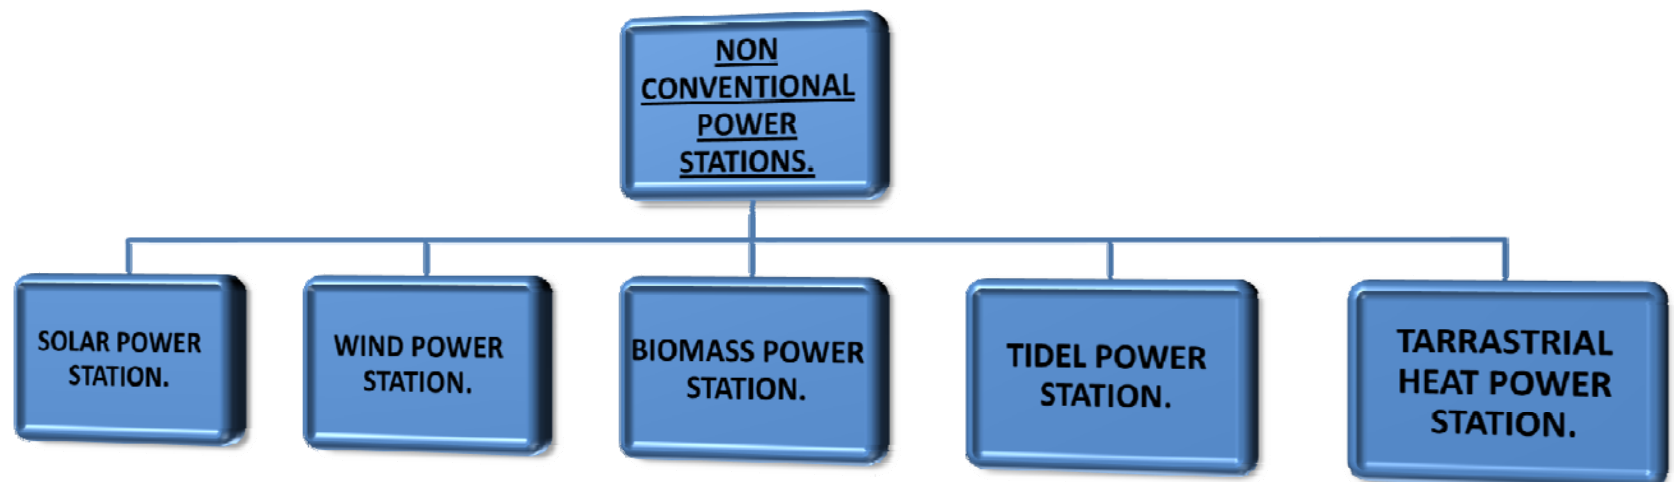 NON
CONVENTIONAL
POWER
STATIONS.
SOLAR POWER
STATION.
WIND POWER
STATION.
BIOMASS POWER
STATION.
TIDEL POWER
STATION.
TARRASTRIAL
HEAT POWER
STATION.